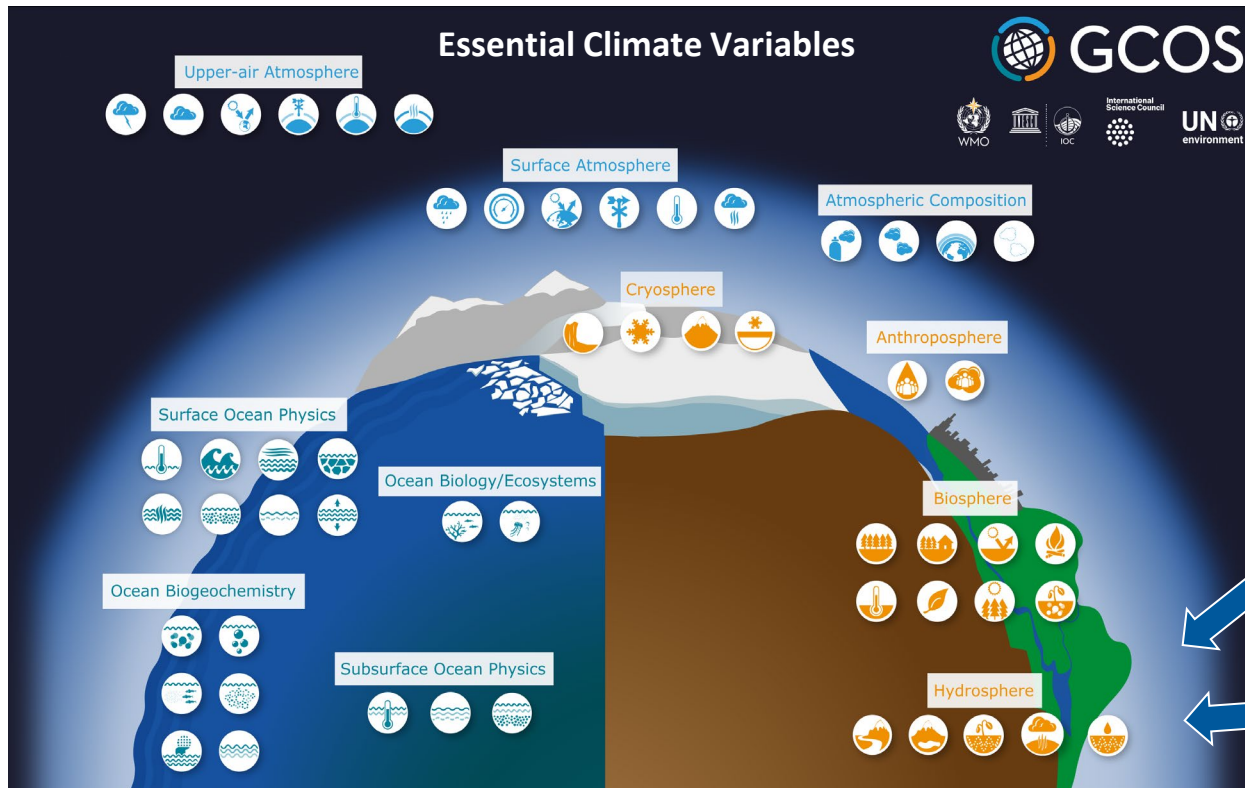 Essential Climate Variables
GCOS
Upper-air Atmosphere
WMO
IOC
International
Science Council
UN
environment
Surface Atmosphere
Atmospheric Composition
Cryosphere
Anthroposphere
Surface Ocean Physics
Ocean Biology/Ecosystems
Biosphere
Ocean Biogeochemistry
Subsurface Ocean Physics
Hydrosphere